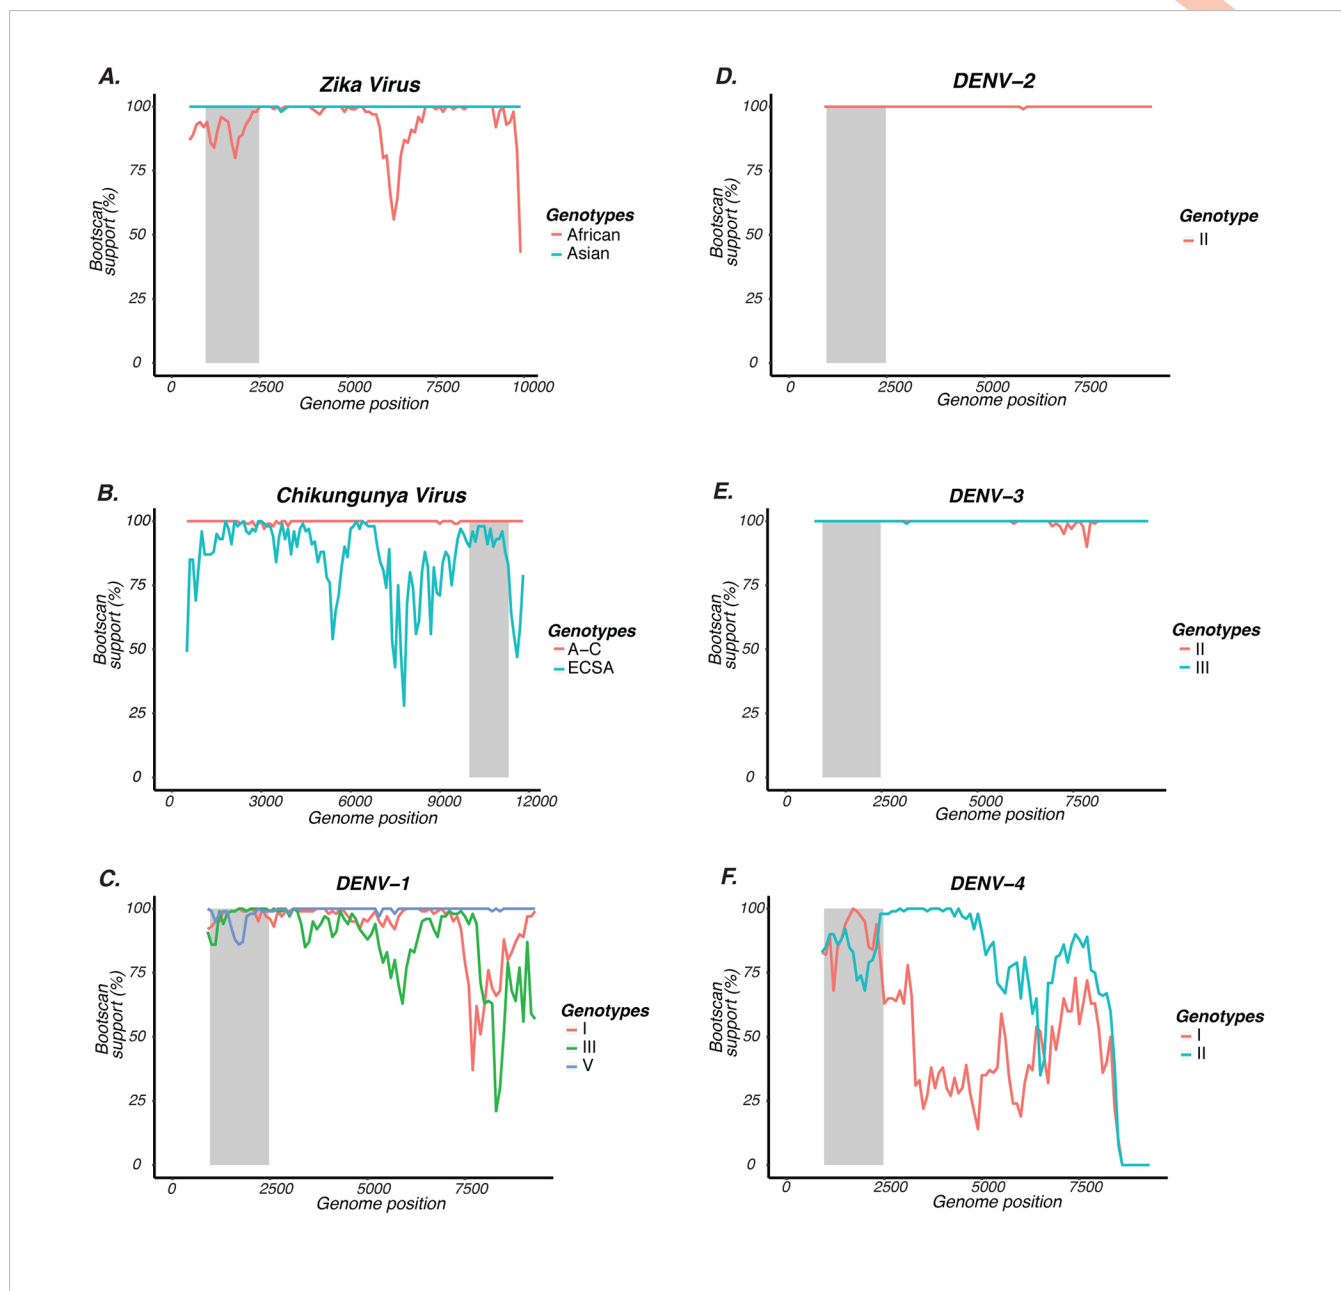 A.
Zika Virus
100
75
50
25
0
Bootscan
support (%)
0 2500 5000 7500 10000
Genome position
Genotypes
African
Asian
D.
DENV−2
100
75
50
25
0
Bootscan
support (%)
0 2500 5000 7500
Genome position
Genotype
II
B.
Chikungunya Virus
100
75
50
25
0
Bootscan
support (%)
0 3000 6000 9000 12000
Genome position
Genotypes
A−C
ECSA
E.
DENV−3
100
75
50
25
0
Bootscan
support (%)
0 2500 5000 7500
Genome position
Genotypes
II
III
C.
DENV−1
100
75
50
25
0
Bootscan
support (%)
0 2500 5000 7500
Genome position
Genotypes
I
III
V
F.
DENV−4
100
75
50
25
0
Bootscan
support (%)
0 2500 5000 7500
Genome position
Genotypes
I
II